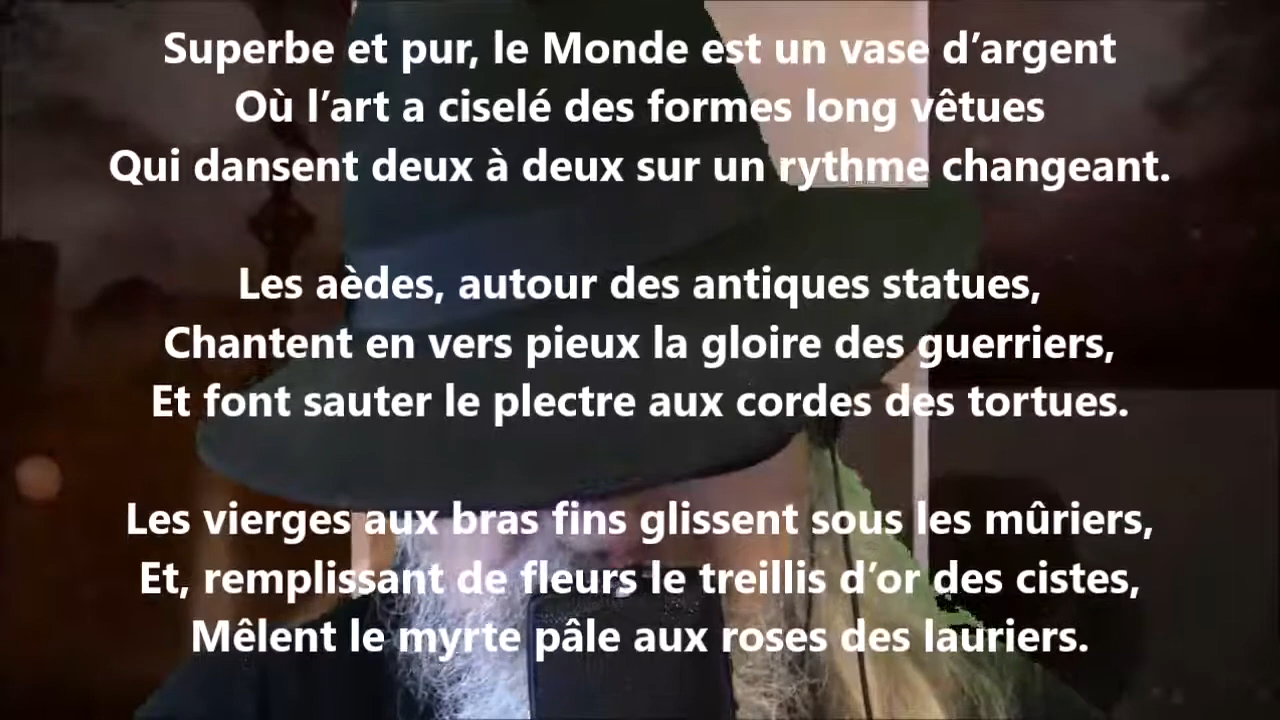 Superbe et pur, le Monde est un vase d’argent
Où l’art a ciselé des formes long vêtues
Qui dansent deux à deux sur un rythme changeant.
Les aèdes, autour des antiques statues,
Chantent en vers pieux la gloire des guerriers,
Et font sauter le plectre aux cordes des tortues.
Les vierges aux bras fins glissent sous les mûriers,
Et, remplissant de fleurs le treillis d’or des cistes,
Mêlent le myrte pâle aux roses des lauriers.